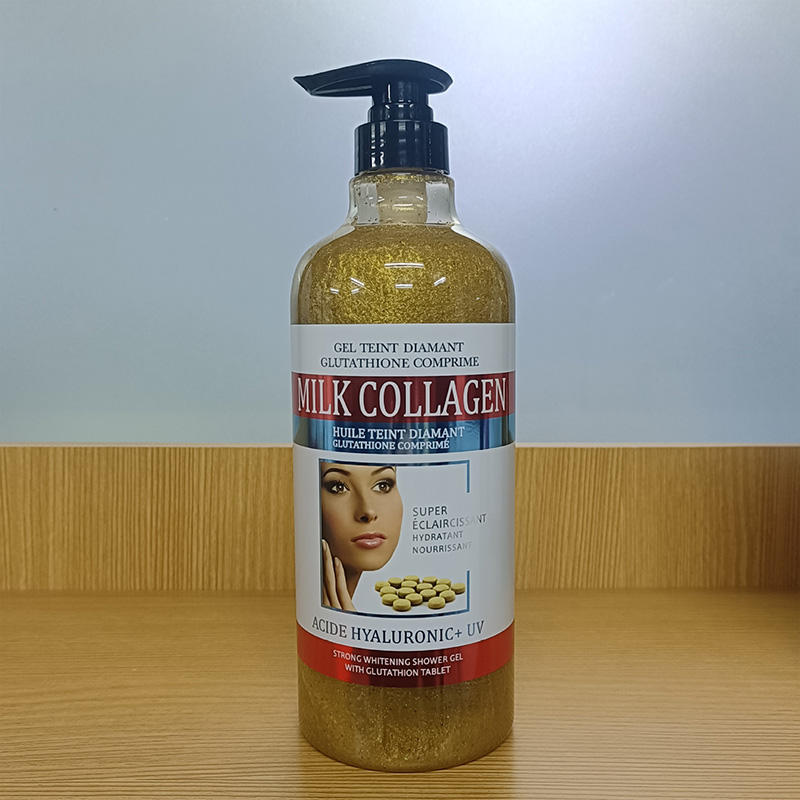 GEL TEINT DIAMANT
GLUTATHIONE COMPRIME
MILK COLLAGEN
HUILE TEINT DIAMANT
GLUTATHIONE COMPRIMÉ
SUPER
ÉCLAIRCISSANT
HYDRATANT
NOURRISSANT
ACIDE HYALURONIC+ UV
STRONG WHITENING SHOWER GEL
WITH GLUTATHION TABLET